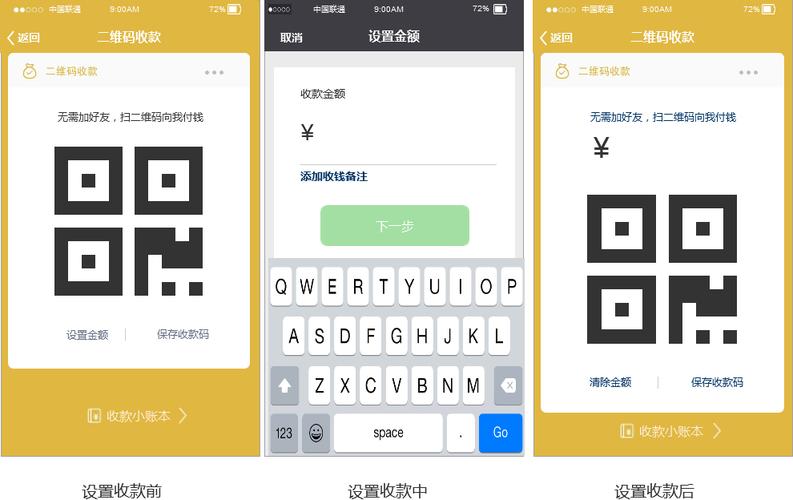 中国联通 9:00AM 72%
返回 二维码收款
二维码收款
无需加好友，扫二维码向我付钱
设置金额 保存收款码
收款小账本
设置收款前
中国联通 9:00AM 72%
取消 设置金额
收款金额
¥
添加收钱备注
下一步
Q W E R T Y U I O P
A S D F G H J K L
Z X C V B N M
123 space . Go
设置收款中
中国联通 9:00AM 72%
返回 二维码收款
二维码收款
无需加好友，扫二维码向我付钱
¥
清除金额 保存收款码
收款小账本
设置收款后